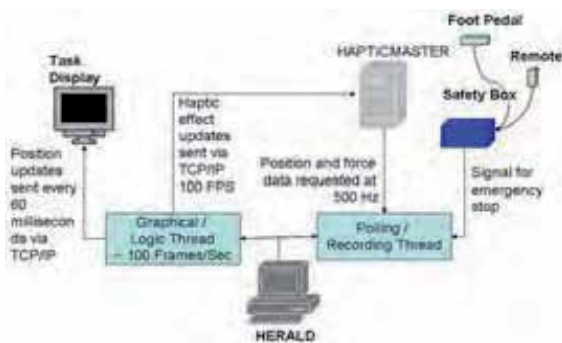 Foot Pedal
HAPTICMASTER
Remote
Task
Display
Safety Box
Haptic
effect
updates
sent via
TCP/IP
100 FPS
Position
updates
sent every
60
millisecon
ds via
TCP/IP
Position and force
data requested at
500 Hz
Signal for
emergency
stop
Graphical /
Logic Thread
~ 100 Frames/Sec
Polling /
Recording Thread
HERALD